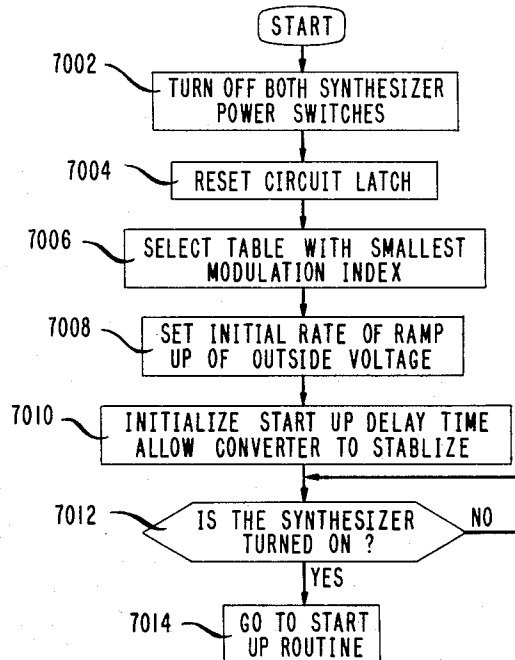 START
7002
TURN OFF BOTH SYNTHESIZER
POWER SWITCHES
7004
RESET CIRCUIT LATCH
7006
SELECT TABLE WITH SMALLEST
MODULATION INDEX
7008
SET INITIAL RATE OF RAMP
UP OF OUTSIDE VOLTAGE
7010
INITIALIZE START UP DELAY TIME
ALLOW CONVERTER TO STABLIZE
7012
IS THE SYNTHESIZER
TURNED ON ?
NO
YES
7014
GO TO START
UP ROUTINE